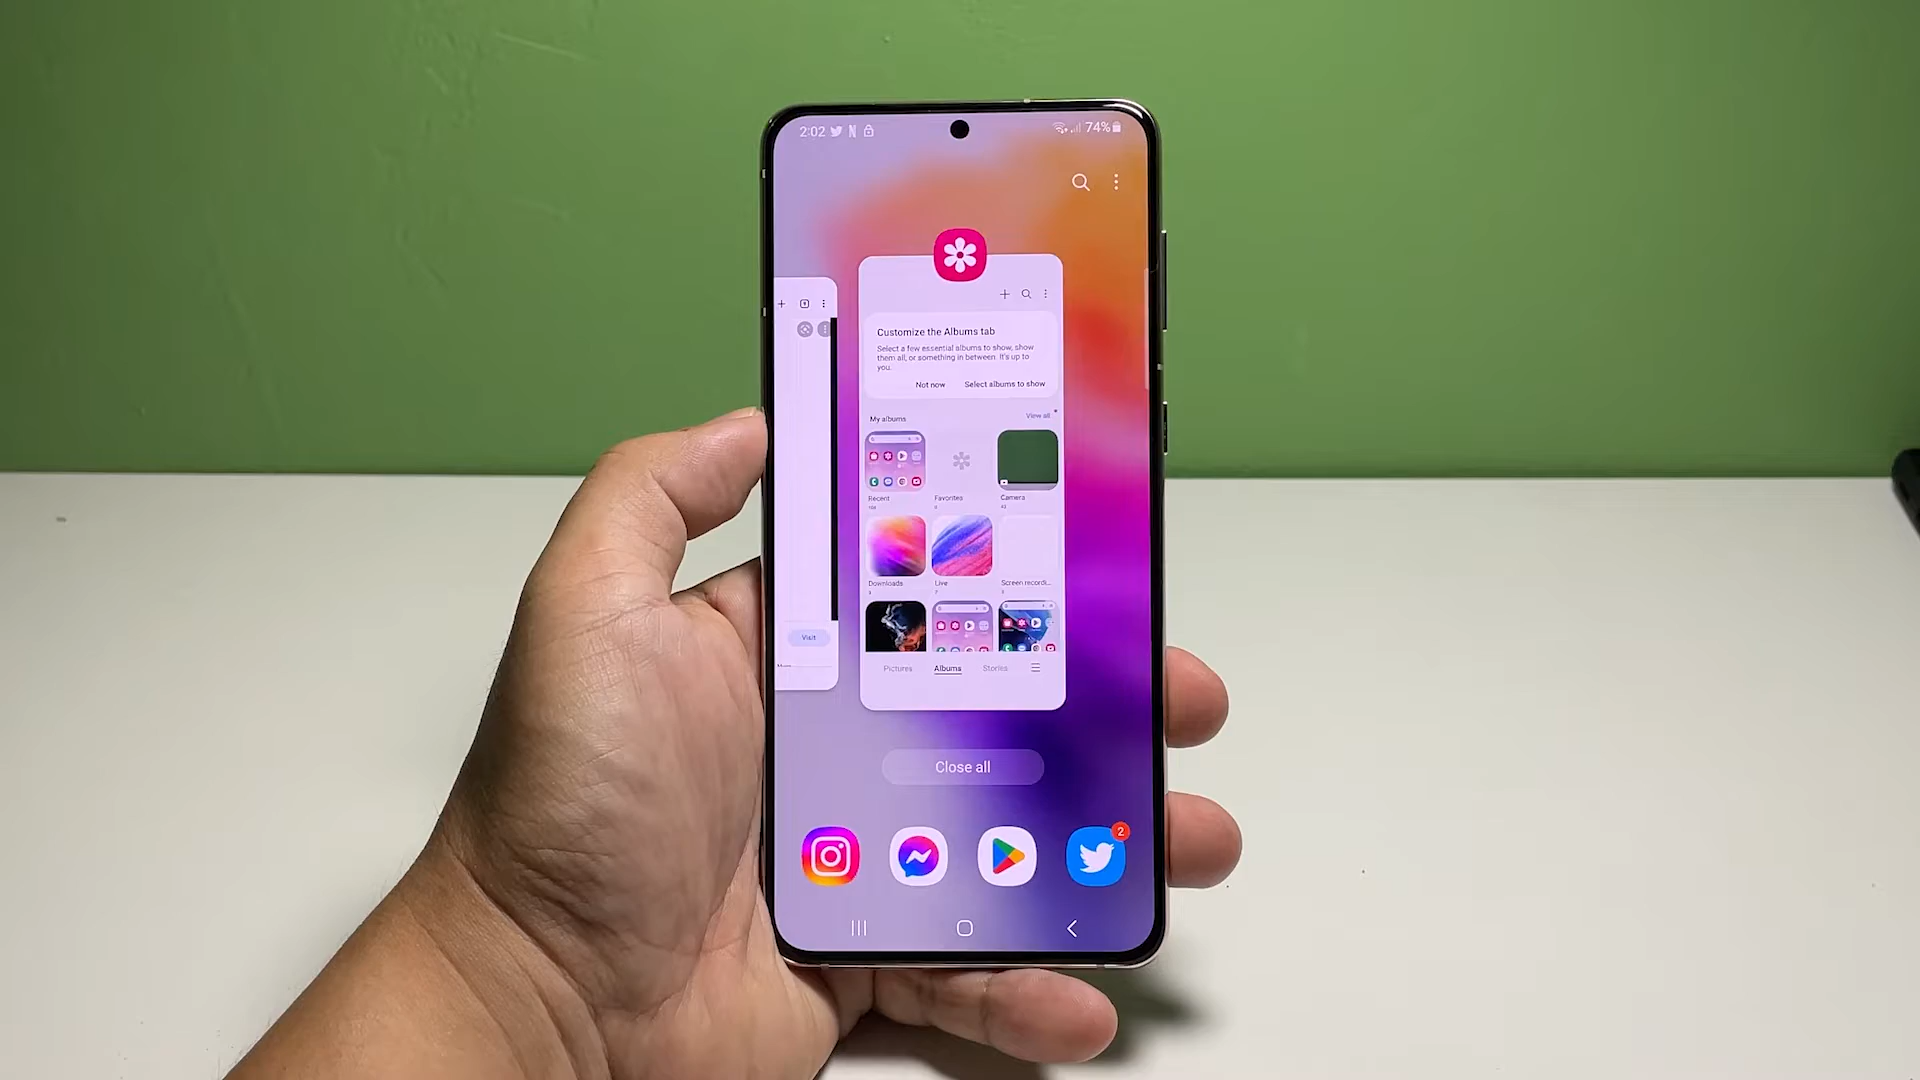 2:02
74%
Customize the Albums tab
Select a few essential albums to show, show
them all, or something in between. It's up to
you.
Not now Select albums to show
My albums View all
Recent Favorites Camera
Downloads Live Screen recordi...
Visit
Pictures Albums Stories
Close all
2